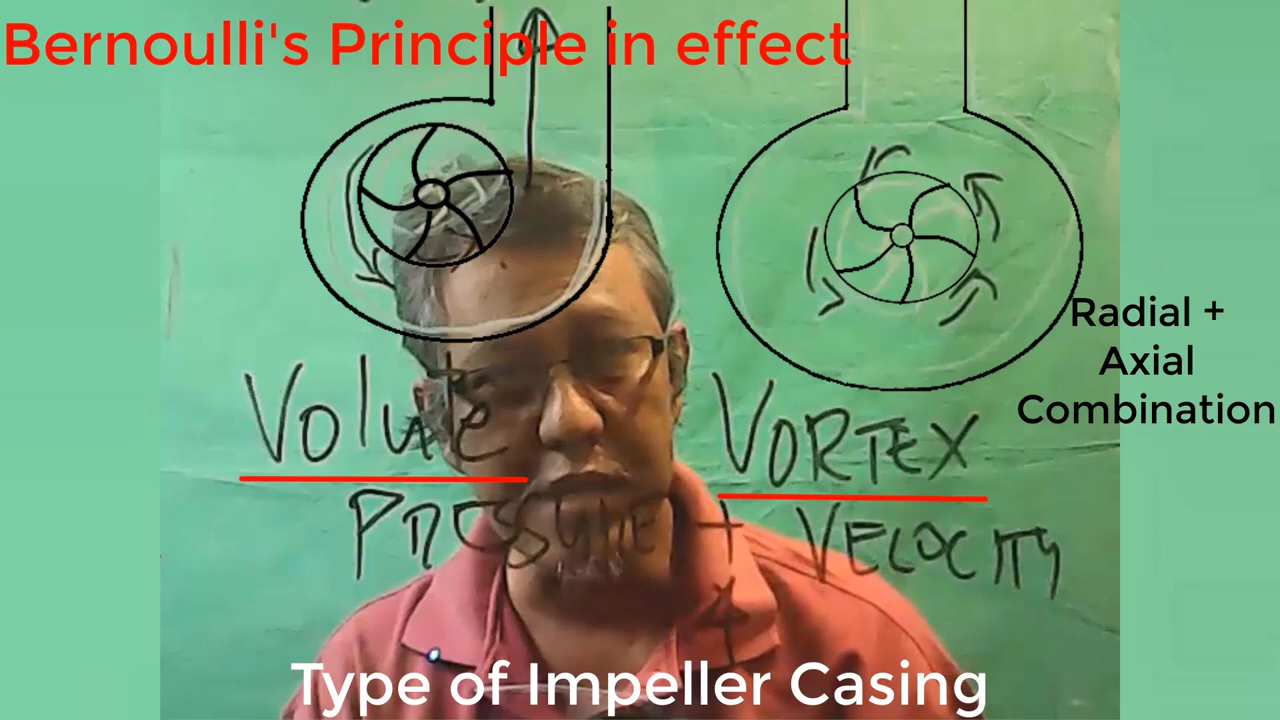 Bernoulli's Principle in effect
Radial +
Axial
Combination
Volute
VORTEX
PRESSURE + VELOCITY
Type of Impeller Casing